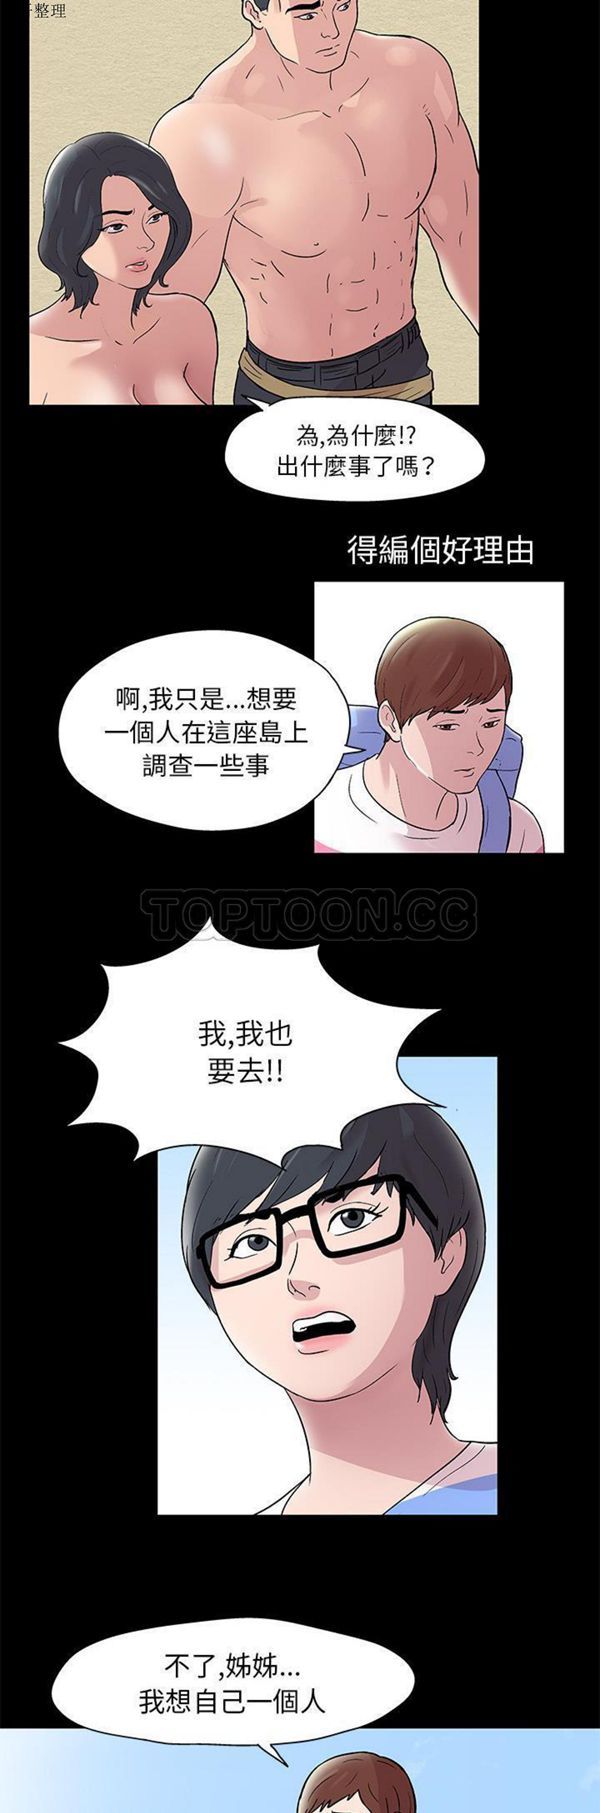 整理
為,為什麼!?
出什麼事了嗎?
得編個好理由
啊,我只是...想要
一個人在這座島上
調查一些事
TOPTOON.CC
我,我也
要去!!
不了,姊姊...
我想自己一個人